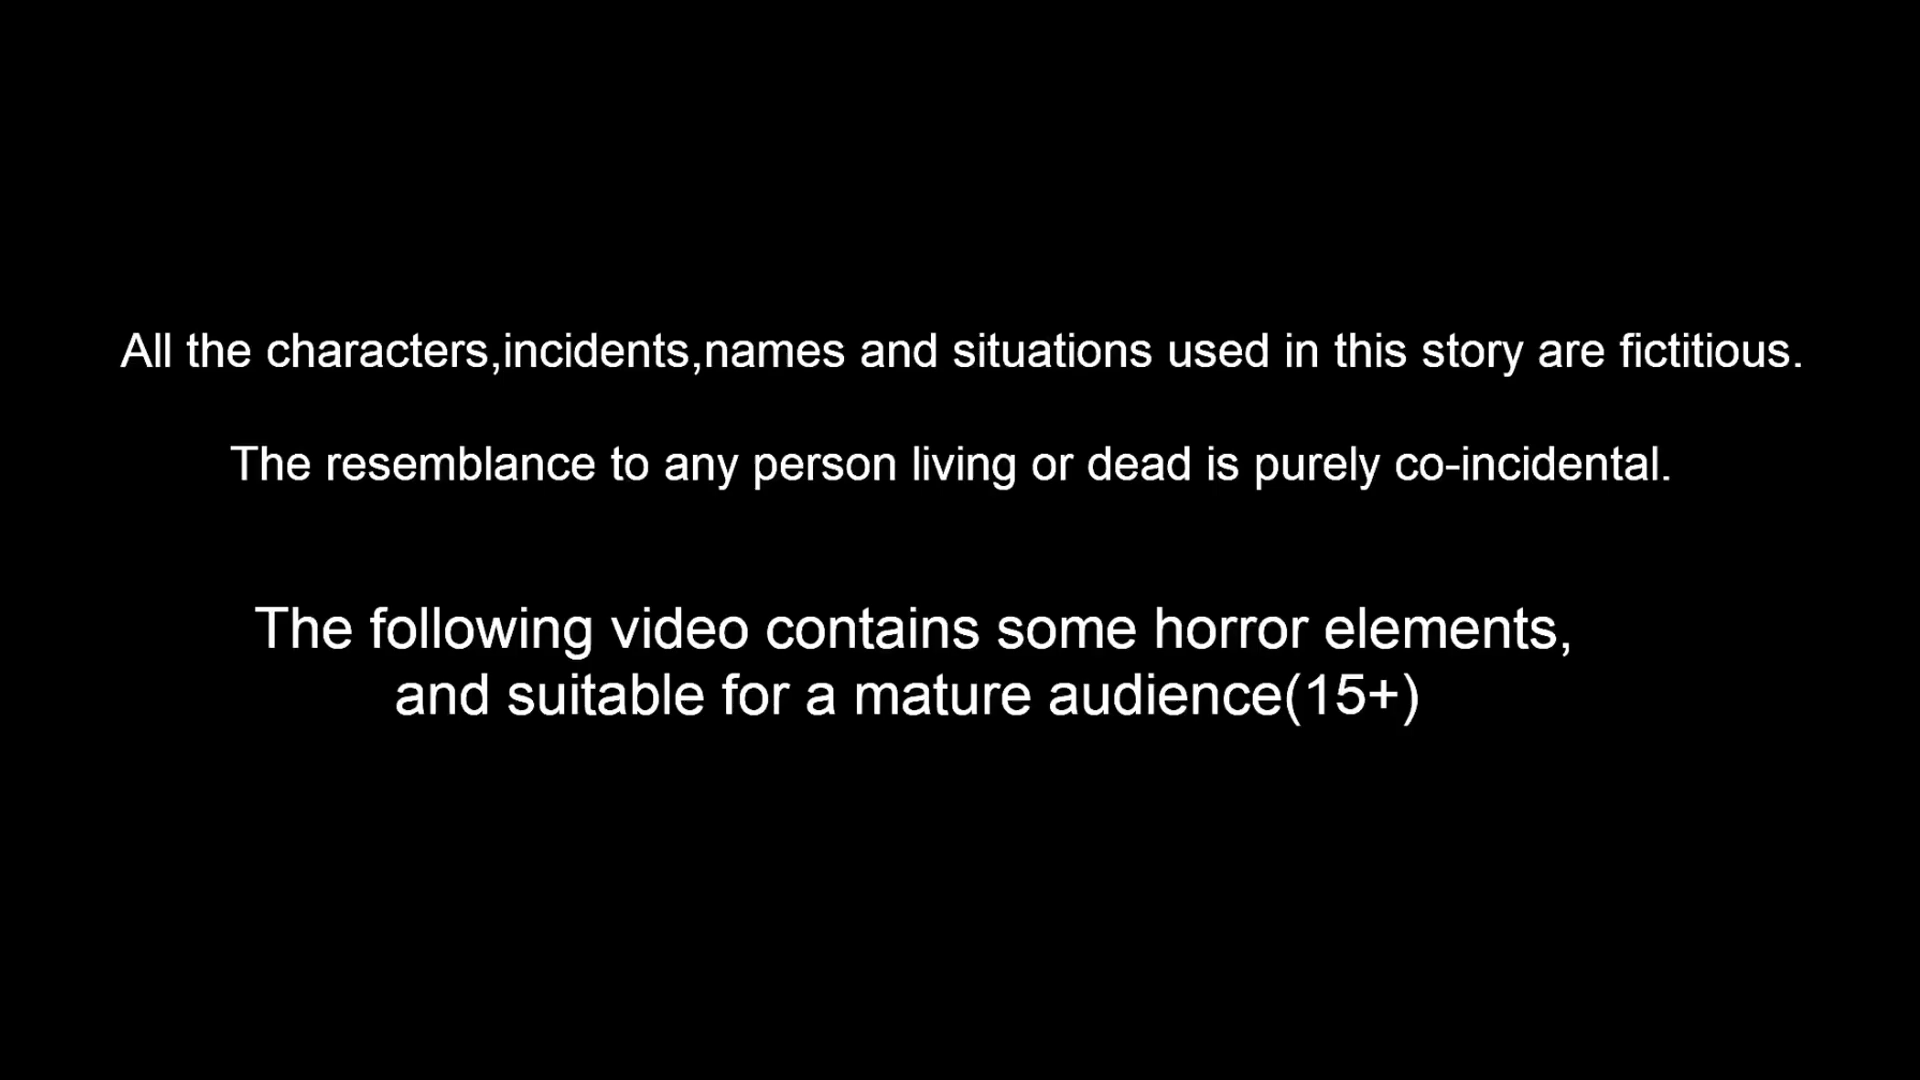 All the characters,incidents,names and situations used in this story are fictitious.
The resemblance to any person living or dead is purely co-incidental.
The following video contains some horror elements,
and suitable for a mature audience(15+)